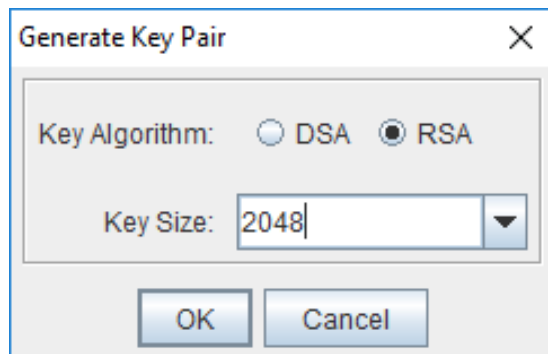 Generate Key Pair
Key Algorithm: DSA RSA
Key Size: 2048
OK Cancel